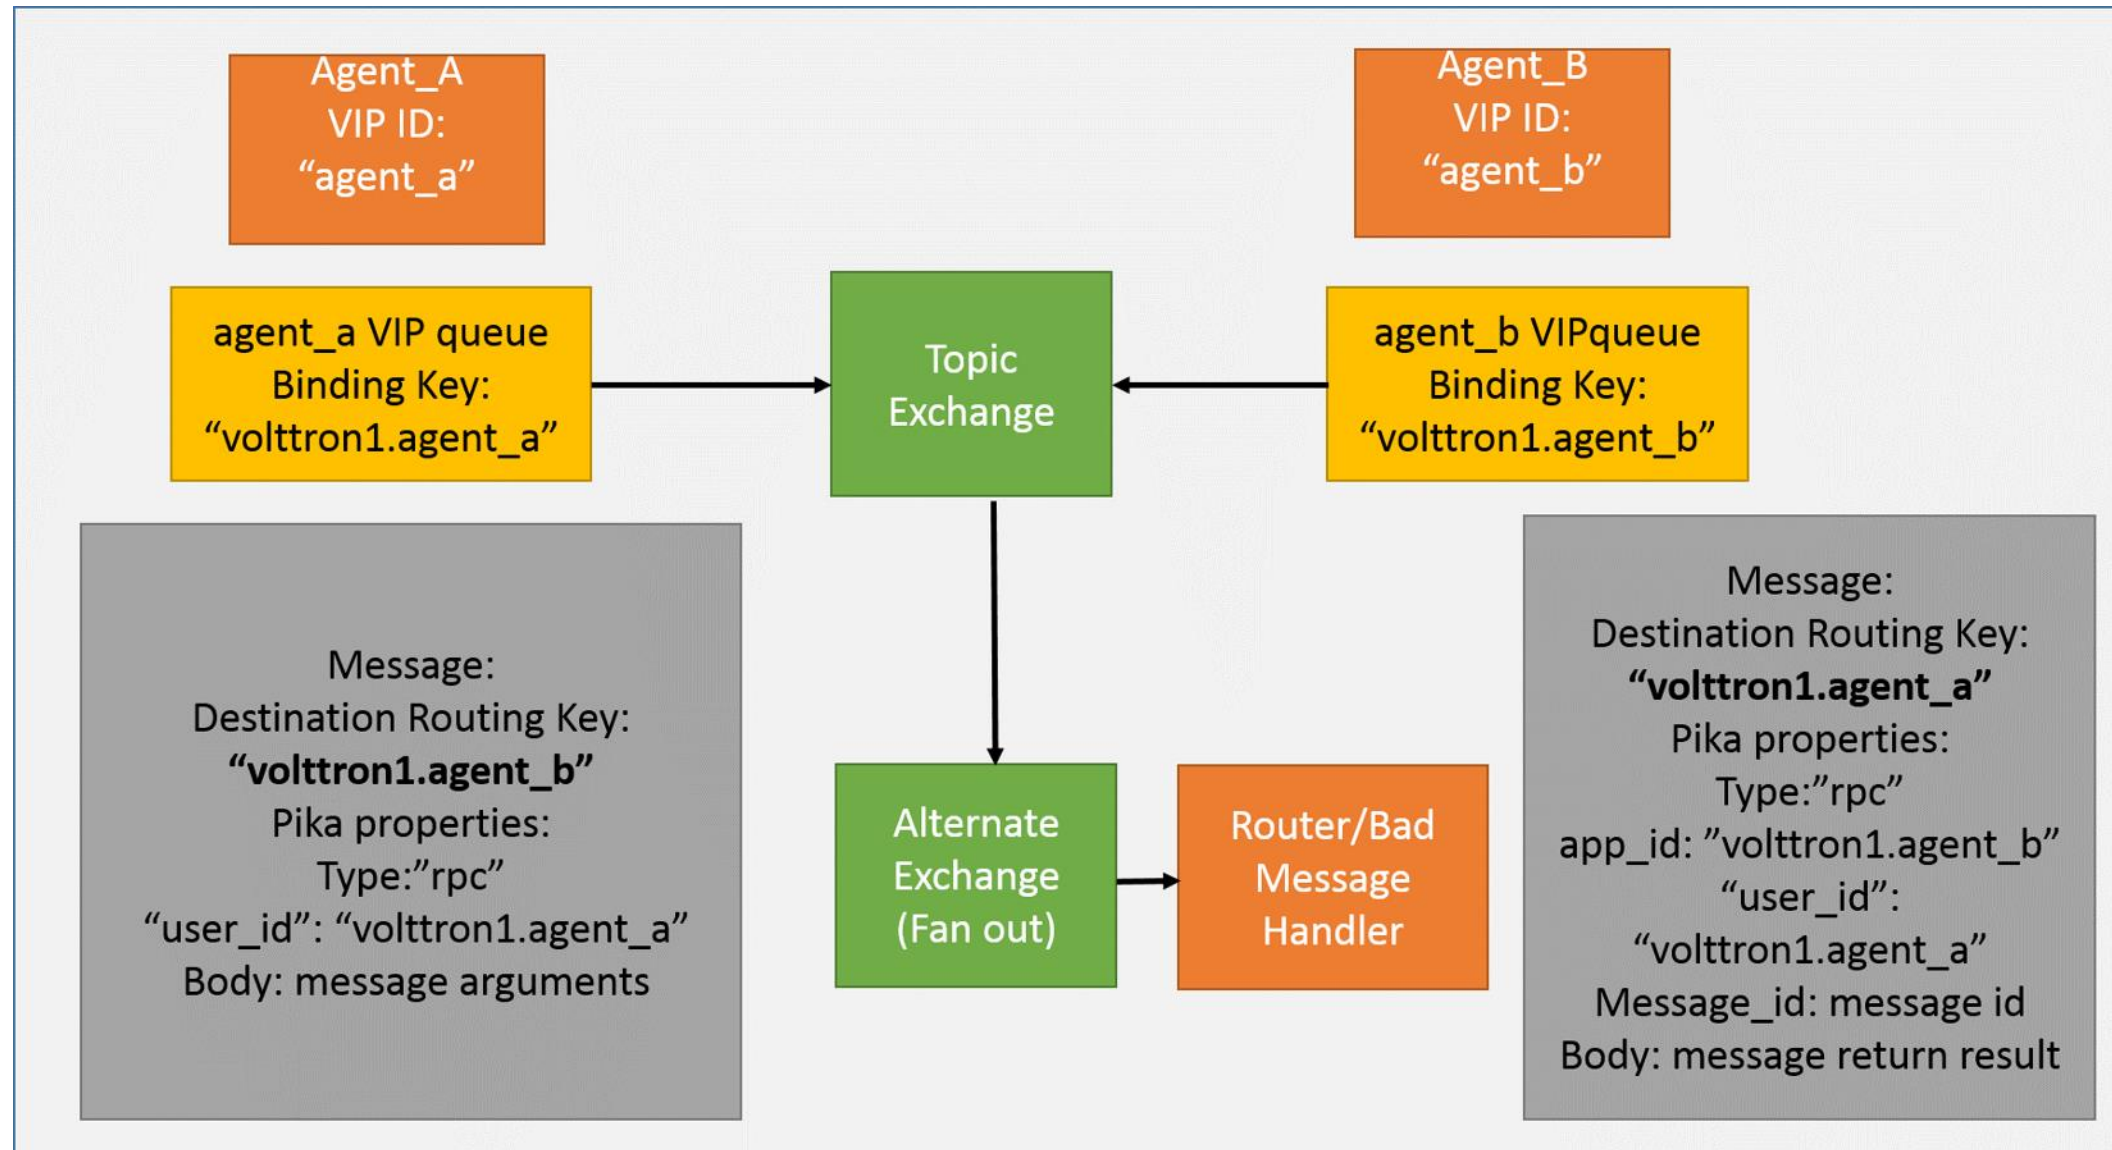 Agent_A
VIP ID:
“agent_a”
Agent_B
VIP ID:
“agent_b”
agent_a VIP queue
Binding Key:
“volttron1.agent_a”
Topic
Exchange
agent_b VIPqueue
Binding Key:
“volttron1.agent_b”
Message:
Destination Routing Key:
“volttron1.agent_b”
Pika properties:
Type:”rpc”
“user_id”: “volttron1.agent_a”
Body: message arguments
Alternate
Exchange
(Fan out)
Router/Bad
Message
Handler
Message:
Destination Routing Key:
“volttron1.agent_a”
Pika properties:
Type:”rpc”
app_id: ”volttron1.agent_b”
“user_id”:
“volttron1.agent_a”
Message_id: message id
Body: message return result